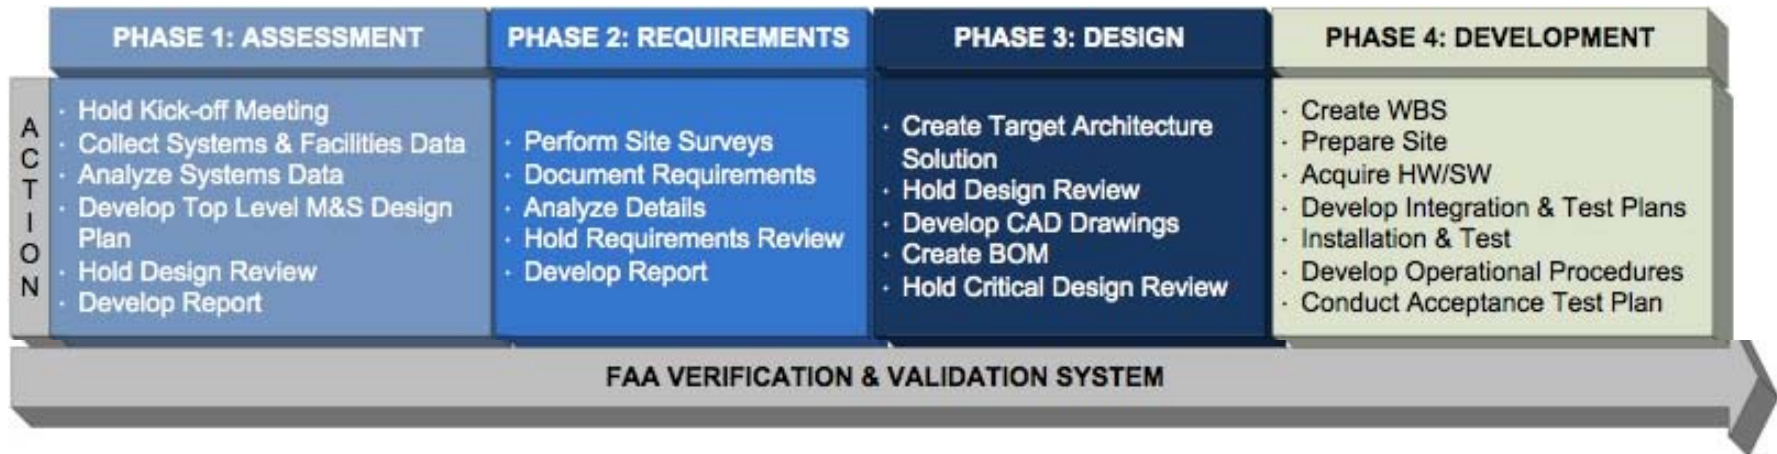 PHASE 1: ASSESSMENT
PHASE 2: REQUIREMENTS
PHASE 3: DESIGN
PHASE 4: DEVELOPMENT
ACTION
· Hold Kick-off Meeting
· Collect Systems & Facilities Data
· Analyze Systems Data
· Develop Top Level M&S Design
Plan
· Hold Design Review
· Develop Report
· Perform Site Surveys
· Document Requirements
· Analyze Details
· Hold Requirements Review
· Develop Report
· Create Target Architecture
Solution
· Hold Design Review
· Develop CAD Drawings
· Create BOM
· Hold Critical Design Review
· Create WBS
· Prepare Site
· Acquire HW/SW
· Develop Integration & Test Plans
· Installation & Test
· Develop Operational Procedures
· Conduct Acceptance Test Plan
FAA VERIFICATION & VALIDATION SYSTEM